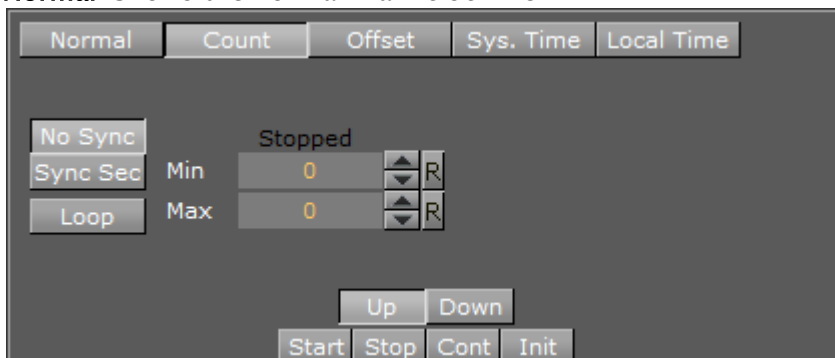 Normal Count Offset Sys. Time Local Time
No Sync Stopped
Sync Sec Min 0 R
Loop Max 0 R
Up Down
Start Stop Cont Init